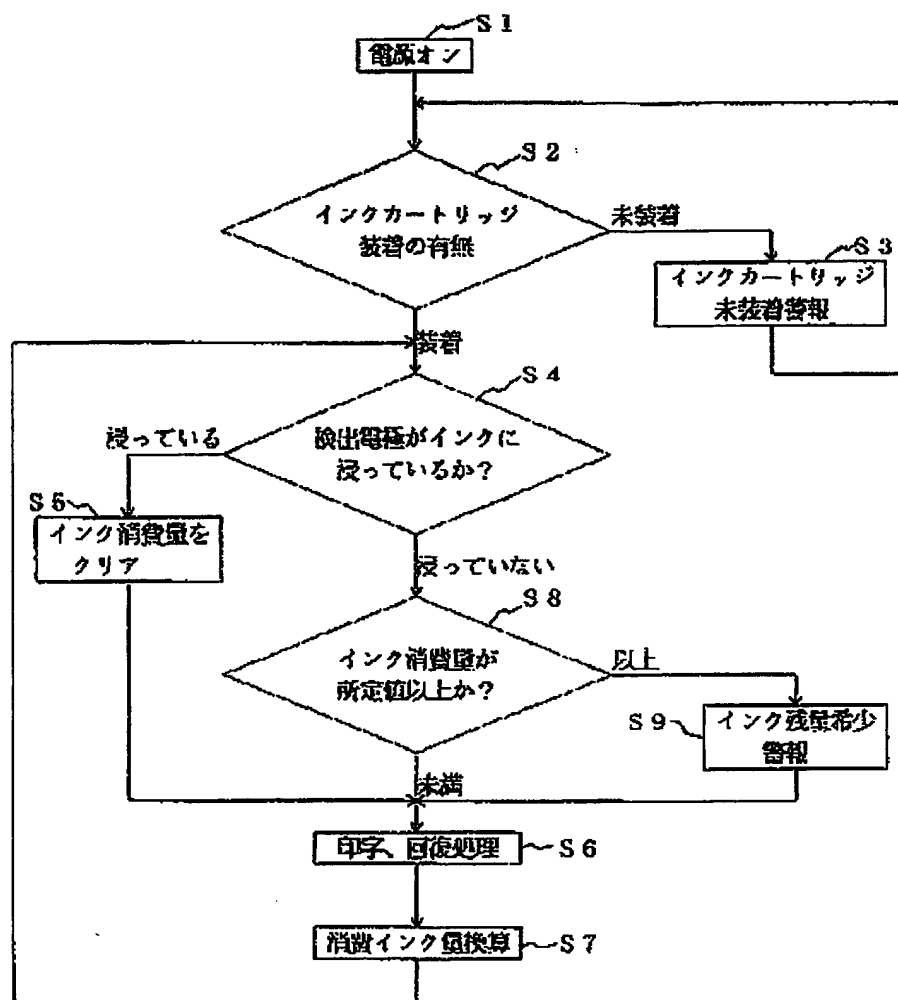 S1
電源オン
S2
インクカートリッジ
装着の有無
未装着
S3
インクカートリッジ
未装着警報
装着
S4
検出電極がインクに
浸っているか?
浸っている
S5
インク消費量を
クリア
浸っていない
S8
インク消費量が
所定値以上か?
以上
S9
インク残量希少
警報
未満
印字、回復処理
S6
消費インク量換算
S7